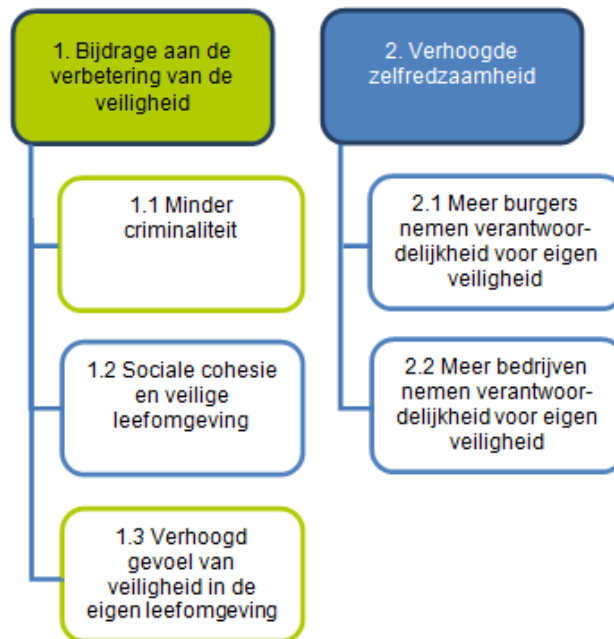 1. Bijdrage aan de
verbetering van de
veiligheid
1.1 Minder
criminaliteit
1.2 Sociale cohesie
en veilige
leefomgeving
1.3 Verhoogd
gevoel van
veiligheid in de
eigen leefomgeving
2. Verhoogde
zelfredzaamheid
2.1 Meer burgers
nemen verantwoor-
delijkheid voor eigen
veiligheid
2.2 Meer bedrijven
nemen verantwoor-
delijkheid voor eigen
veiligheid